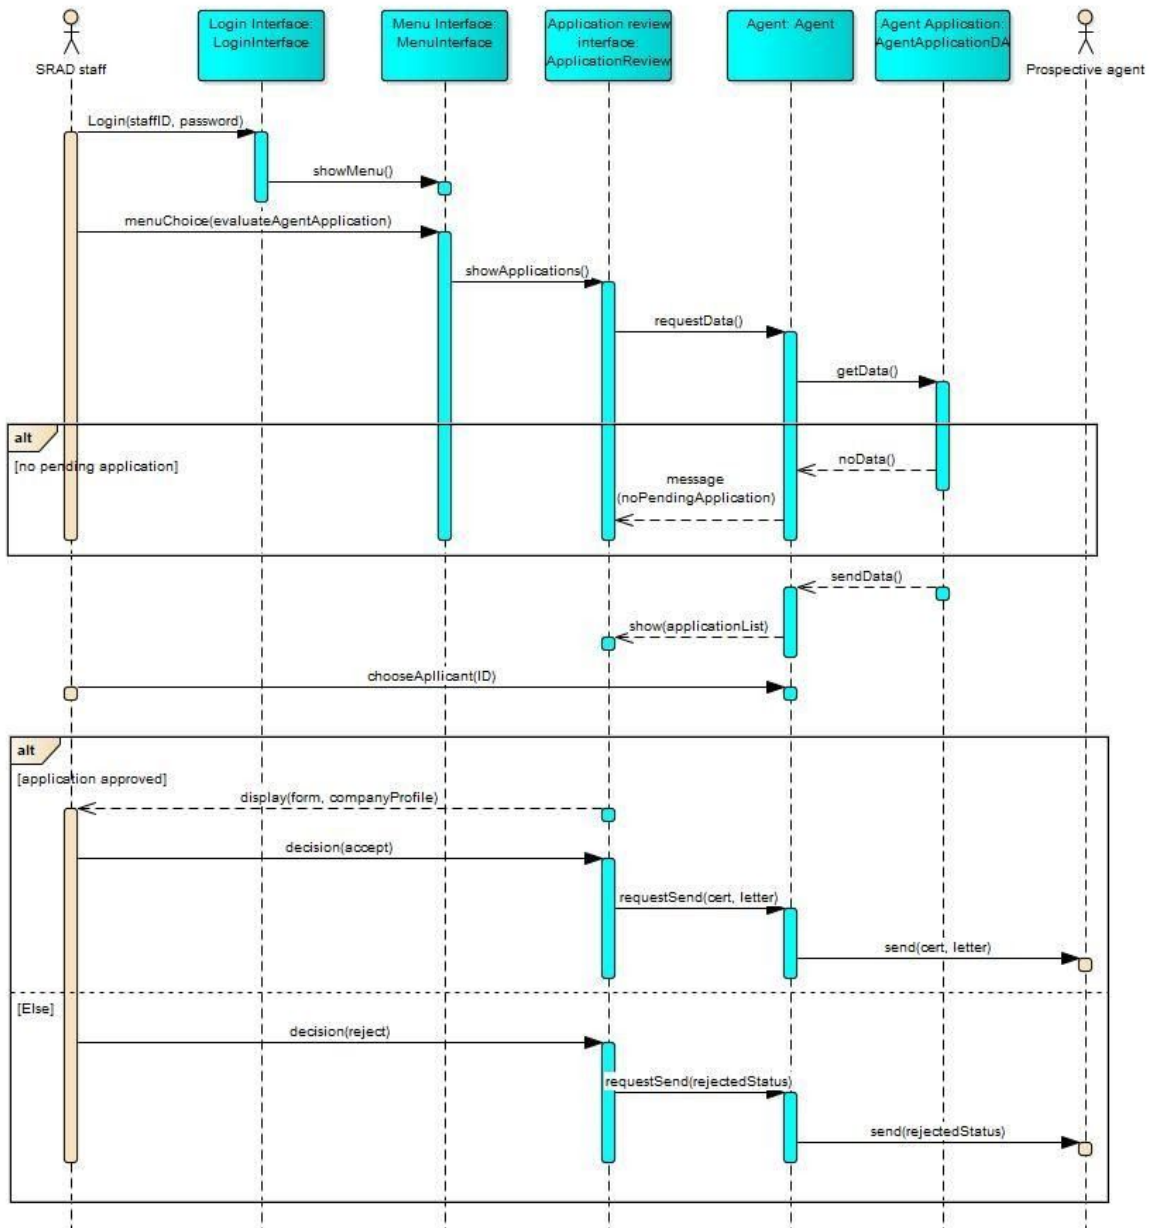 Login Interface:
LoginInterface
Menu Interface
MenuInterface
Application review
interface:
ApplicationReview
Agent: Agent
Agent Application:
AgentApplicationDA
SRAD staff
Prospective agent
Login(staffID, password)
showMenu()
menuChoice(evaluateAgentApplication)
showApplications()
requestData()
getData()
alt
[no pending application]
noData()
message
(noPendingApplication)
sendData()
show(applicationList)
chooseApllicant(ID)
alt
[application approved]
display(form, companyProfile)
decision(accept)
requestSend(cert, letter)
send(cert, letter)
[Else]
decision(reject)
requestSend(rejectedStatus)
send(rejectedStatus)